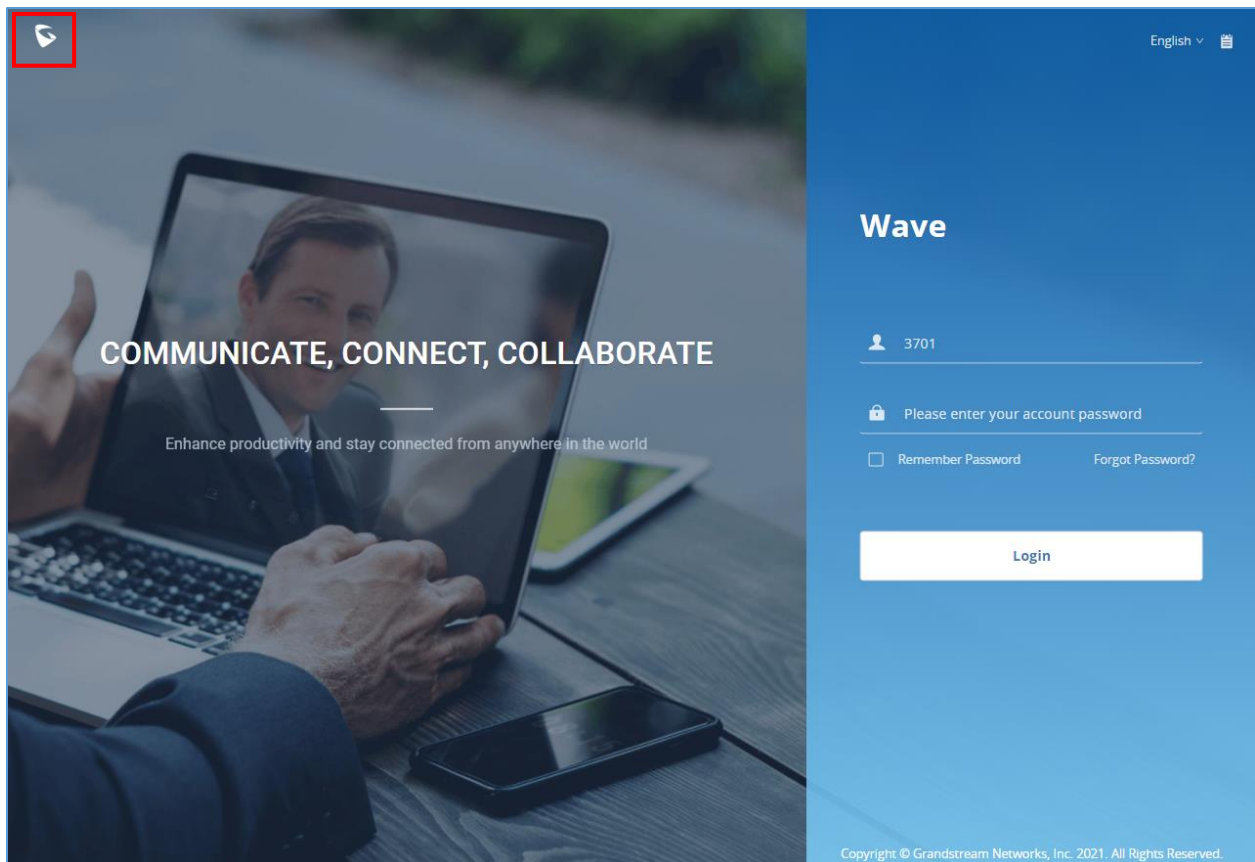 English
Wave
3701
COMMUNICATE, CONNECT, COLLABORATE
Please enter your account password
Enhance productivity and stay connected from anywhere in the world
Remember Password Forgot Password?
Login
Copyright © Grandstream Networks, Inc. 2021. All Rights Reserved.